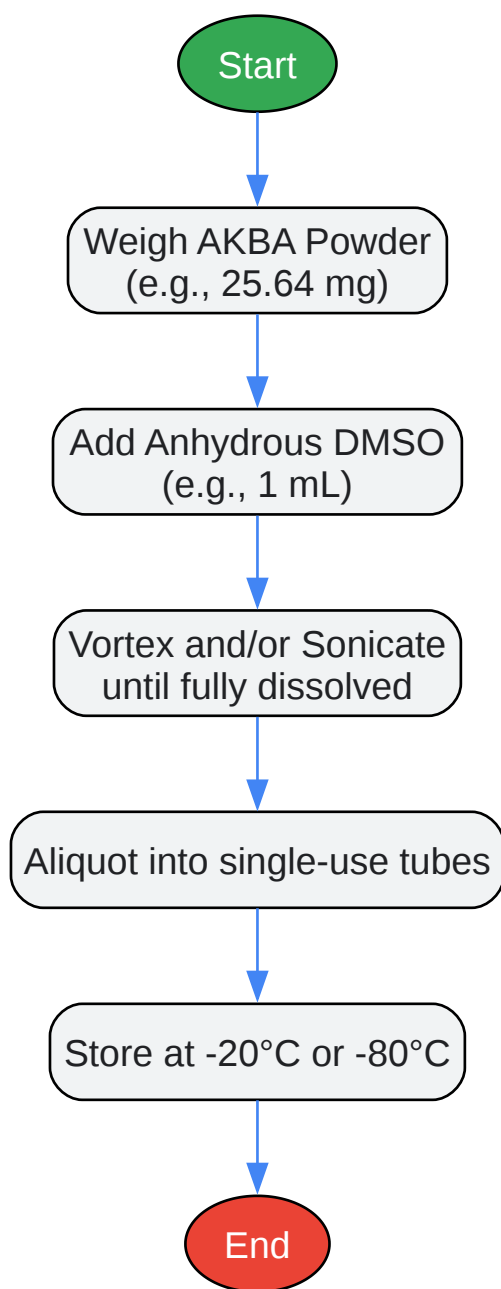 Start
Weigh AKBA Powder
(e.g., 25.64 mg)
Add Anhydrous DMSO
(e.g., 1 mL)
Vortex and/or Sonicate
until fully dissolved
Aliquot into single-use tubes
Store at -20°C or -80°C
End